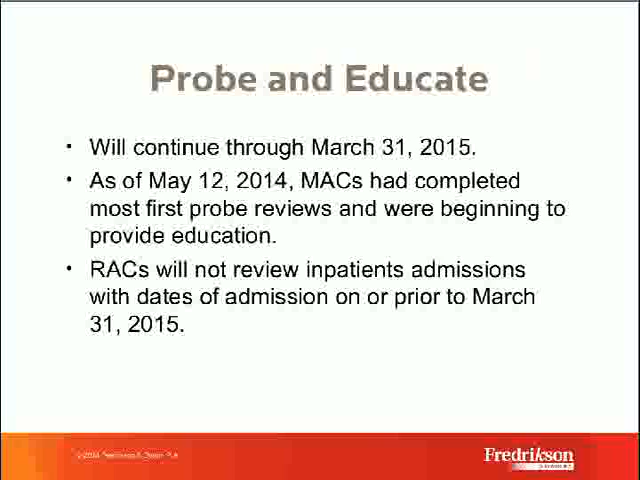 Probe and Educate
• Will continue through March 31, 2015.
• As of May 12, 2014, MACs had completed
most first probe reviews and were beginning to
provide education.
• RACs will not review inpatients admissions
with dates of admission on or prior to March
31, 2015.
Fredrikson